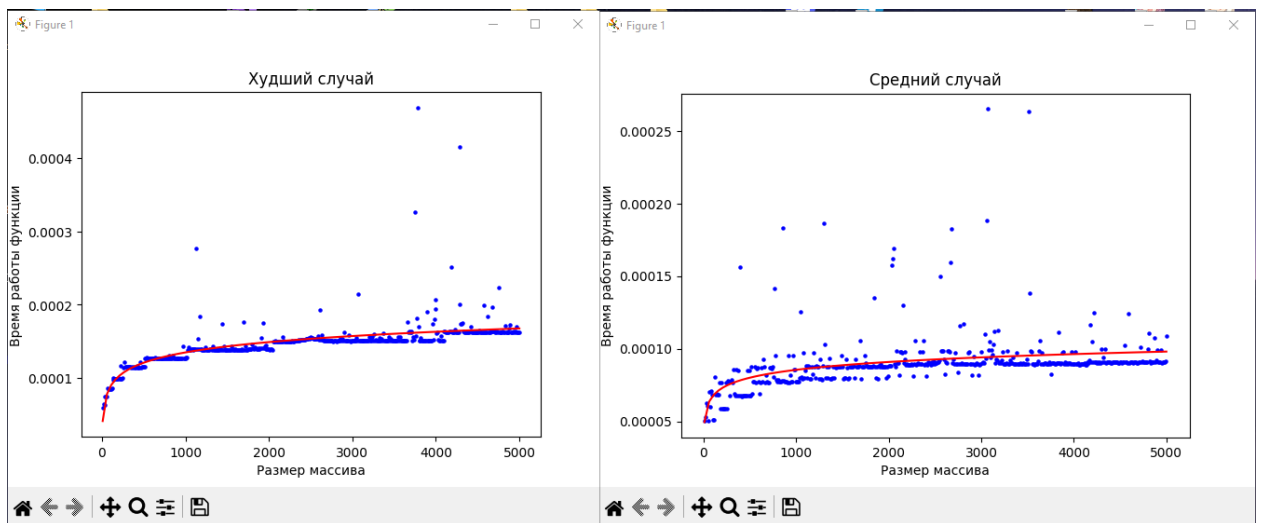 Figure 1
Худший случай
Время работы функции
0.0004
0.0003
0.0002
0.0001
0
1000
2000
3000
4000
5000
Размер массива
Figure 1
Средний случай
Время работы функции
0.00025
0.00020
0.00015
0.00010
0.00005
0
1000
2000
3000
4000
5000
Размер массива